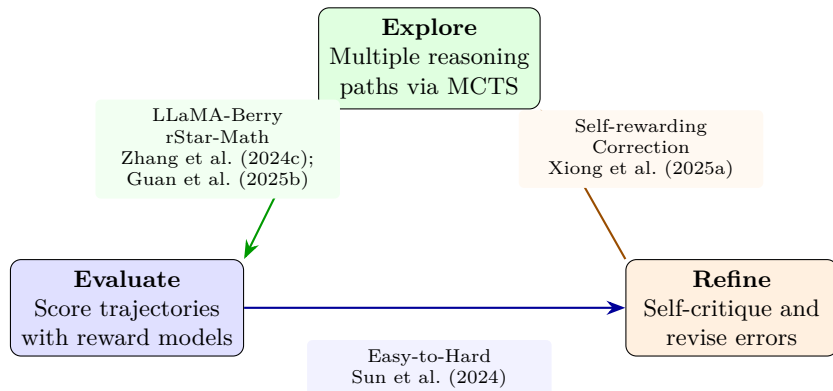 Explore
Multiple reasoning
paths via MCTS
LLaMA-Berry
rStar-Math
Zhang et al. (2024c);
Guan et al. (2025b)
Self-rewarding
Correction
Xiong et al. (2025a)
Evaluate
Score trajectories
with reward models
Refine
Self-critique and
revise errors
Easy-to-Hard
Sun et al. (2024)